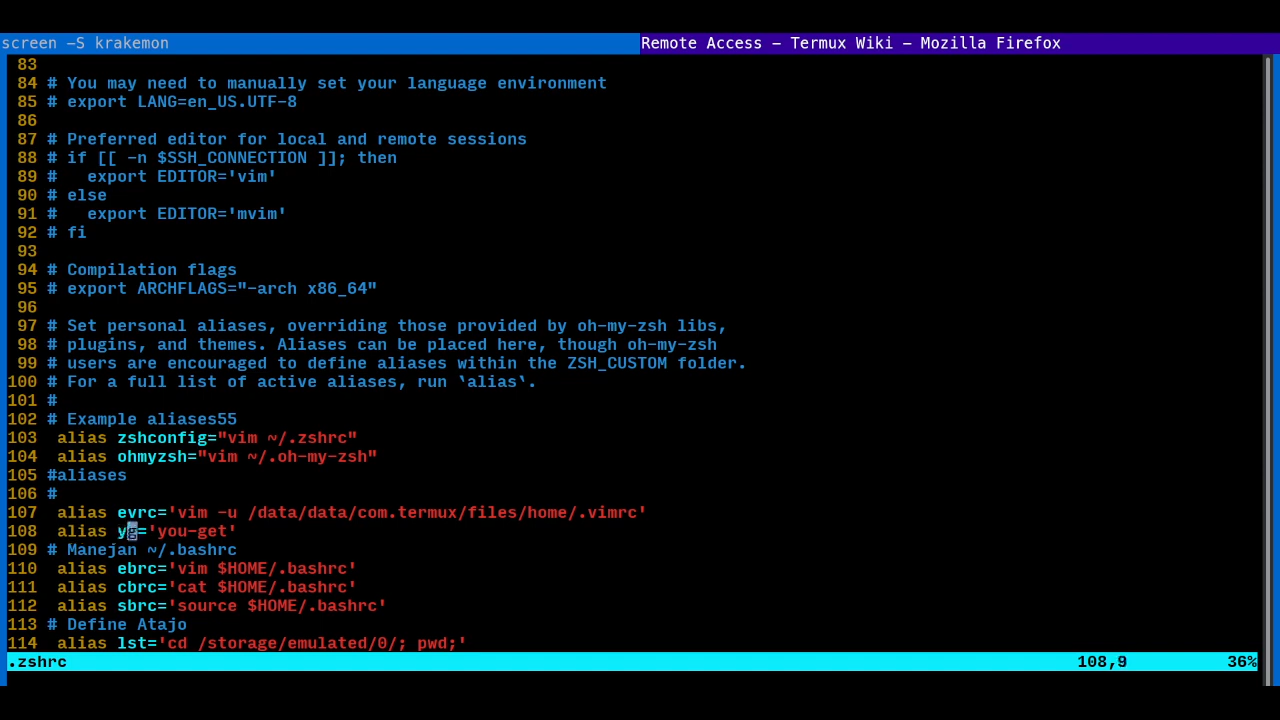 screen -S krakemon
Remote Access - Termux Wiki - Mozilla Firefox
83
84 # You may need to manually set your language environment
85 # export LANG=en_US.UTF-8
86
87 # Preferred editor for local and remote sessions
88 # if [[ -n $SSH_CONNECTION ]]; then
89 #   export EDITOR='vim'
90 # else
91 #   export EDITOR='mvim'
92 # fi
93
94 # Compilation flags
95 # export ARCHFLAGS="-arch x86_64"
96
97 # Set personal aliases, overriding those provided by oh-my-zsh libs,
98 # plugins, and themes. Aliases can be placed here, though oh-my-zsh
99 # users are encouraged to define aliases within the ZSH_CUSTOM folder.
100 # For a full list of active aliases, run `alias`.
101 #
102 # Example aliases55
103  alias zshconfig="vim ~/.zshrc"
104  alias ohmyzsh="vim ~/.oh-my-zsh"
105 #aliases
106 #
107  alias evrc='vim -u /data/data/com.termux/files/home/.vimrc'
108  alias yg='you-get'
109 # Manejan ~/.bashrc
110  alias ebrc='vim $HOME/.bashrc'
111  alias cbrc='cat $HOME/.bashrc'
112  alias sbrc='source $HOME/.bashrc'
113 # Define Atajo
114  alias lst='cd /storage/emulated/0/; pwd;'
.zshrc 108,9 36%